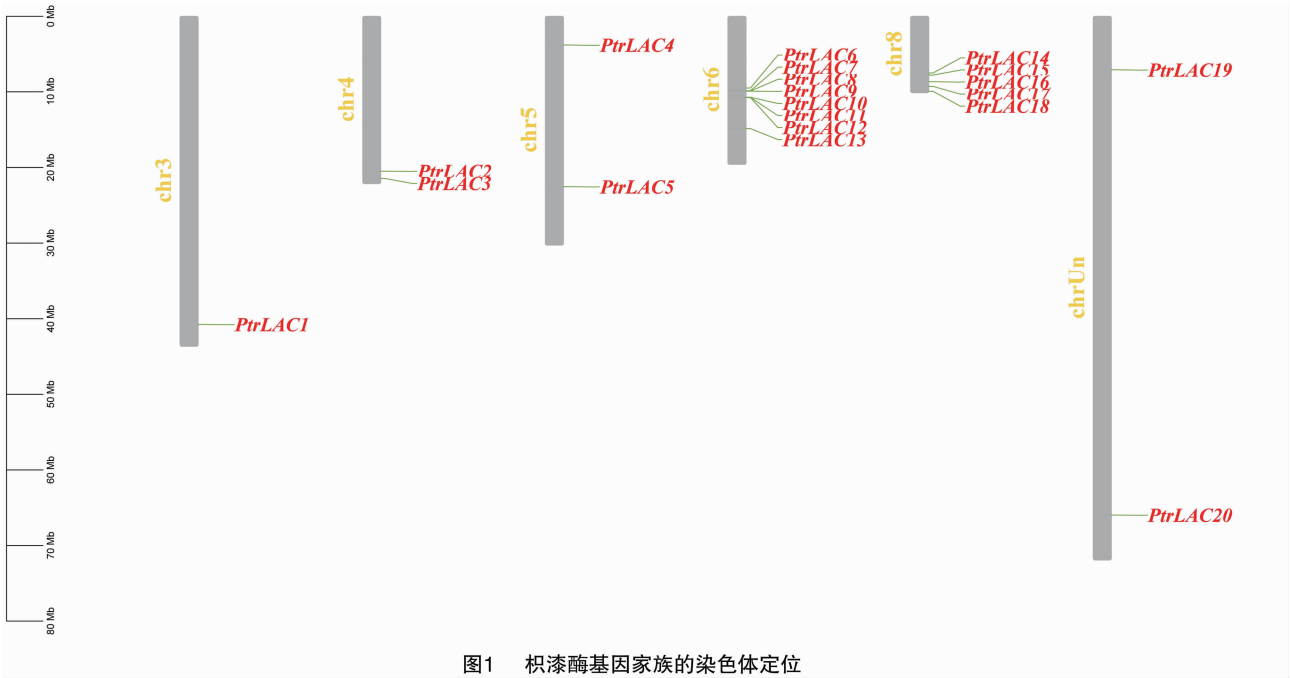 0 Mb
10 Mb
20 Mb
30 Mb
40 Mb
50 Mb
60 Mb
70 Mb
80 Mb
chr3
PtrLAC1
chr4
PtrLAC2
PtrLAC3
chr5
PtrLAC4
PtrLAC5
chr6
PtrLAC6
PtrLAC7
PtrLAC8
PtrLAC9
PtrLAC10
PtrLAC11
PtrLAC12
PtrLAC13
chr8
PtrLAC14
PtrLAC15
PtrLAC16
PtrLAC17
PtrLAC18
chrUn
PtrLAC19
PtrLAC20
图1 枳漆酶基因家族的染色体定位